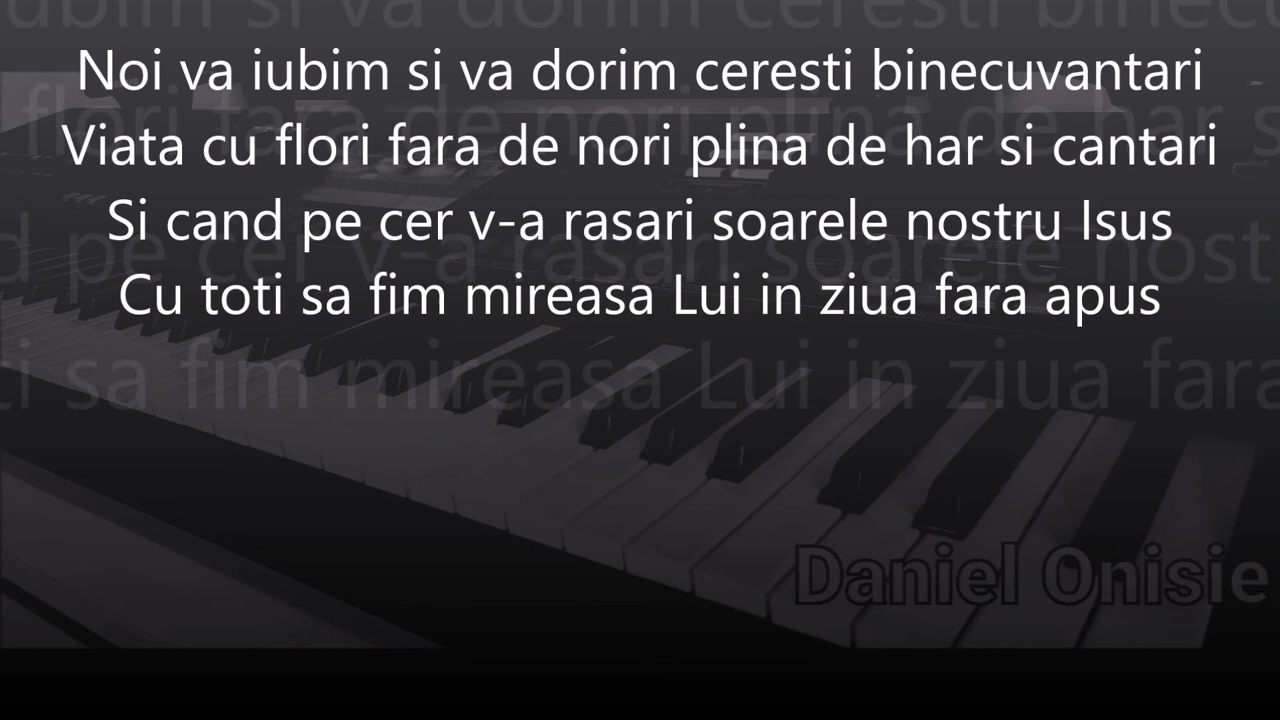 Noi va iubim si va dorim ceresti binecuvantari
Viata cu flori fara de nori plina de har si cantari
Si cand pe cer v-a rasari soarele nostru Isus
Cu toti sa fim mireasa Lui in ziua fara apus
Daniel Onisie